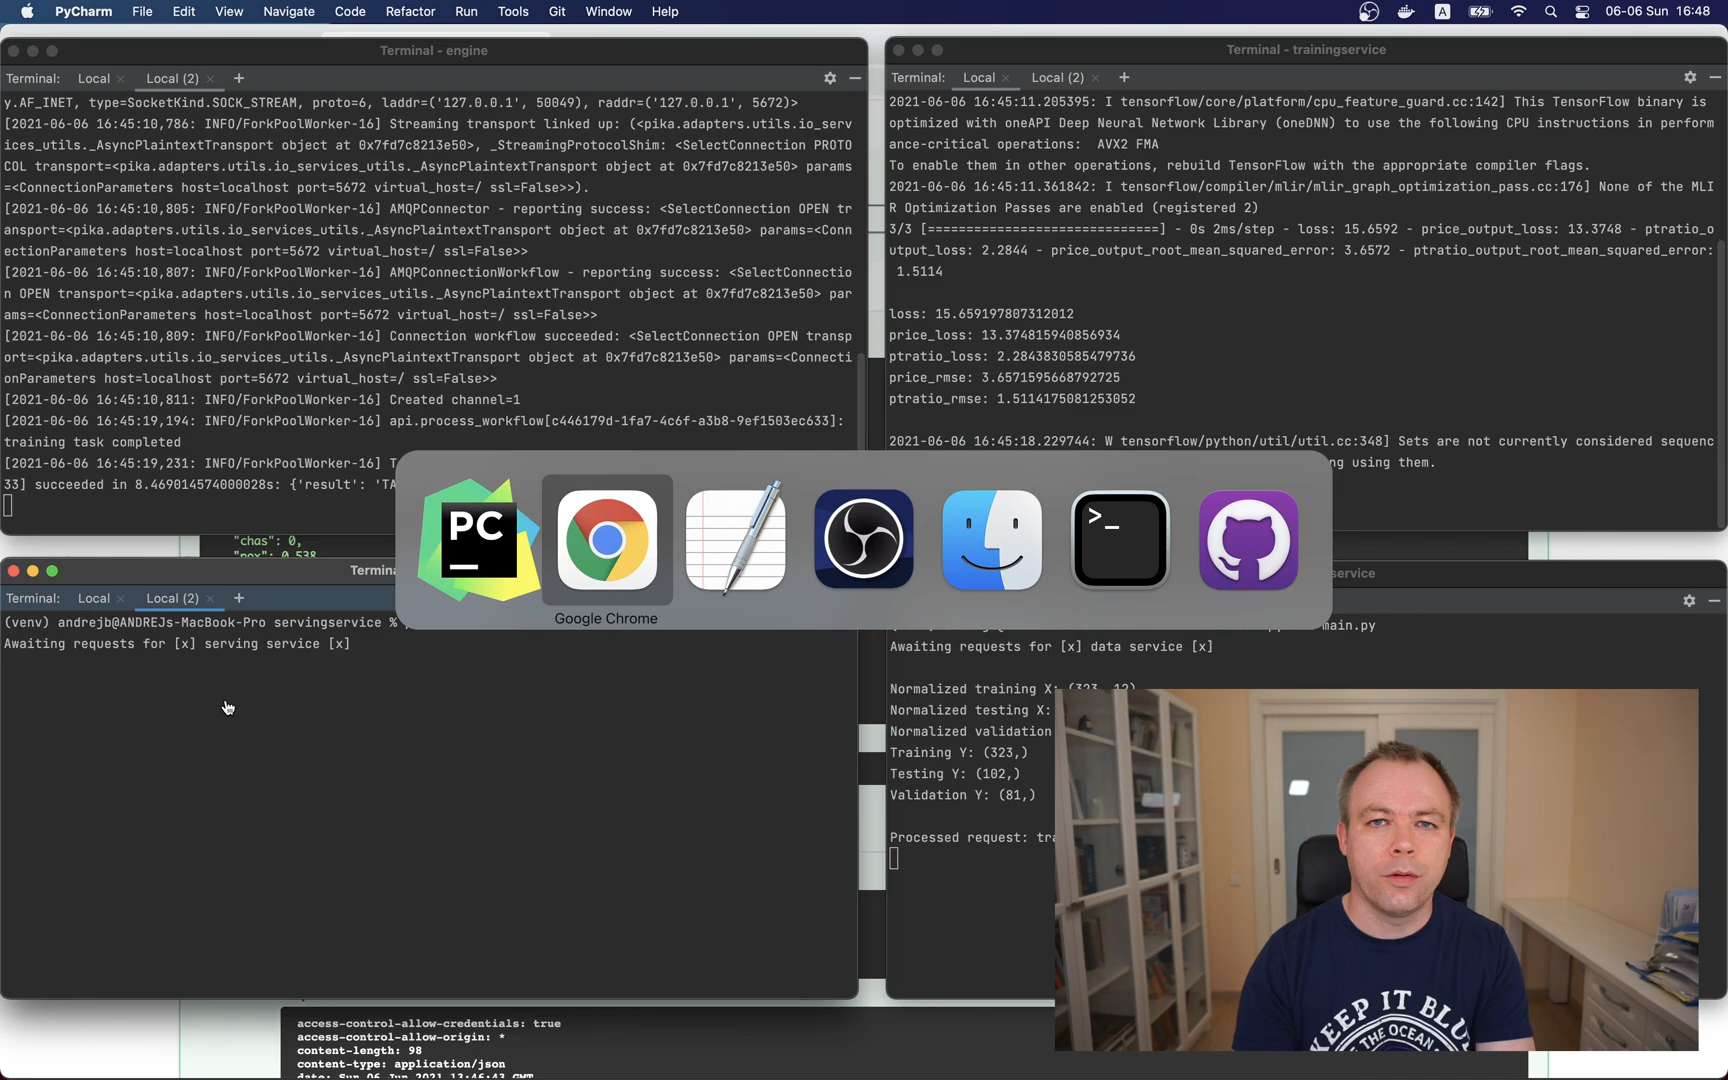 PyCharm File Edit View Navigate Code Refactor Run Tools Git Window Help
A
06-06 Sun 16:48
Terminal - engine
Terminal: Local × Local (2) × +
y.AF_INET, type=SocketKind.SOCK_STREAM, proto=6, laddr=('127.0.0.1', 50049), raddr=('127.0.0.1', 5672)>
[2021-06-06 16:45:10,786: INFO/ForkPoolWorker-16] Streaming transport linked up: (<pika.adapters.utils.io_serv
ices_utils._AsyncPlaintextTransport object at 0x7fd7c8213e50>, _StreamingProtocolShim: <SelectConnection PROTO
COL transport=<pika.adapters.utils.io_services_utils._AsyncPlaintextTransport object at 0x7fd7c8213e50> params
=<ConnectionParameters host=localhost port=5672 virtual_host=/ ssl=False>>).
[2021-06-06 16:45:10,805: INFO/ForkPoolWorker-16] AMQPConnector - reporting success: <SelectConnection OPEN tr
ansport=<pika.adapters.utils.io_services_utils._AsyncPlaintextTransport object at 0x7fd7c8213e50> params=<Conn
ectionParameters host=localhost port=5672 virtual_host=/ ssl=False>>
[2021-06-06 16:45:10,807: INFO/ForkPoolWorker-16] AMQPConnectionWorkflow - reporting success: <SelectConnectio
n OPEN transport=<pika.adapters.utils.io_services_utils._AsyncPlaintextTransport object at 0x7fd7c8213e50> par
ams=<ConnectionParameters host=localhost port=5672 virtual_host=/ ssl=False>>
[2021-06-06 16:45:10,809: INFO/ForkPoolWorker-16] Connection workflow succeeded: <SelectConnection OPEN transp
ort=<pika.adapters.utils.io_services_utils._AsyncPlaintextTransport object at 0x7fd7c8213e50> params=<Connecti
onParameters host=localhost port=5672 virtual_host=/ ssl=False>>
[2021-06-06 16:45:10,811: INFO/ForkPoolWorker-16] Created channel=1
[2021-06-06 16:45:19,194: INFO/ForkPoolWorker-16] api.process_workflow[c446179d-1fa7-4c6f-a3b8-9ef1503ec633]:
training task completed
[2021-06-06 16:45:19,231: INFO/ForkPoolWorker-16] T
33] succeeded in 8.469014574000028s: {'result': 'TA
Terminal - trainingservice
Terminal: Local × Local (2) × +
2021-06-06 16:45:11.205395: I tensorflow/core/platform/cpu_feature_guard.cc:142] This TensorFlow binary is
optimized with oneAPI Deep Neural Network Library (oneDNN) to use the following CPU instructions in perform
ance-critical operations:  AVX2 FMA
To enable them in other operations, rebuild TensorFlow with the appropriate compiler flags.
2021-06-06 16:45:11.361842: I tensorflow/compiler/mlir/mlir_graph_optimization_pass.cc:176] None of the MLI
R Optimization Passes are enabled (registered 2)
3/3 [==============================] - 0s 2ms/step - loss: 15.6592 - price_output_loss: 13.3748 - ptratio_o
utput_loss: 2.2844 - price_output_root_mean_squared_error: 3.6572 - ptratio_output_root_mean_squared_error:
1.5114
loss: 15.659197807312012
price_loss: 13.374815940856934
ptratio_loss: 2.2843830585479736
price_rmse: 3.6571595668792725
ptratio_rmse: 1.5114175081253052
2021-06-06 16:45:18.229744: W tensorflow/python/util/util.cc:348] Sets are not currently considered sequenc
ng using them.
PC
>_
Google Chrome
"chas": 0,
"nox": 0.538
Termina
Terminal: Local × Local (2) × +
(venv) andrejb@ANDREJs-MacBook-Pro servingservice %
Awaiting requests for [x] serving service [x]
service
main.py
Awaiting requests for [x] data service [x]
Normalized training X: (323, 12)
Normalized testing X:
Normalized validation
Training Y: (323,)
Testing Y: (102,)
Validation Y: (81,)
Processed request: tra
KEEP IT BLU
THE OCEAN
access-control-allow-credentials: true
access-control-allow-origin: *
content-length: 98
content-type: application/json
date: Sun,06 Jun 2021 13:46:43 GMT